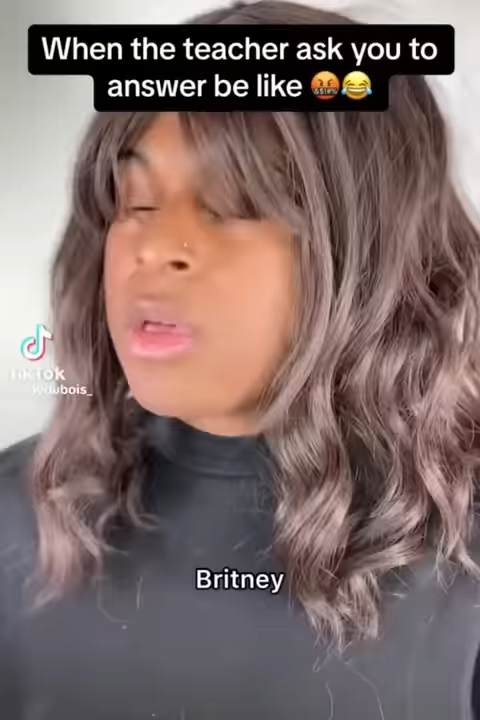 When the teacher ask you to
answer be like 🤬😂
TikTok
Britney